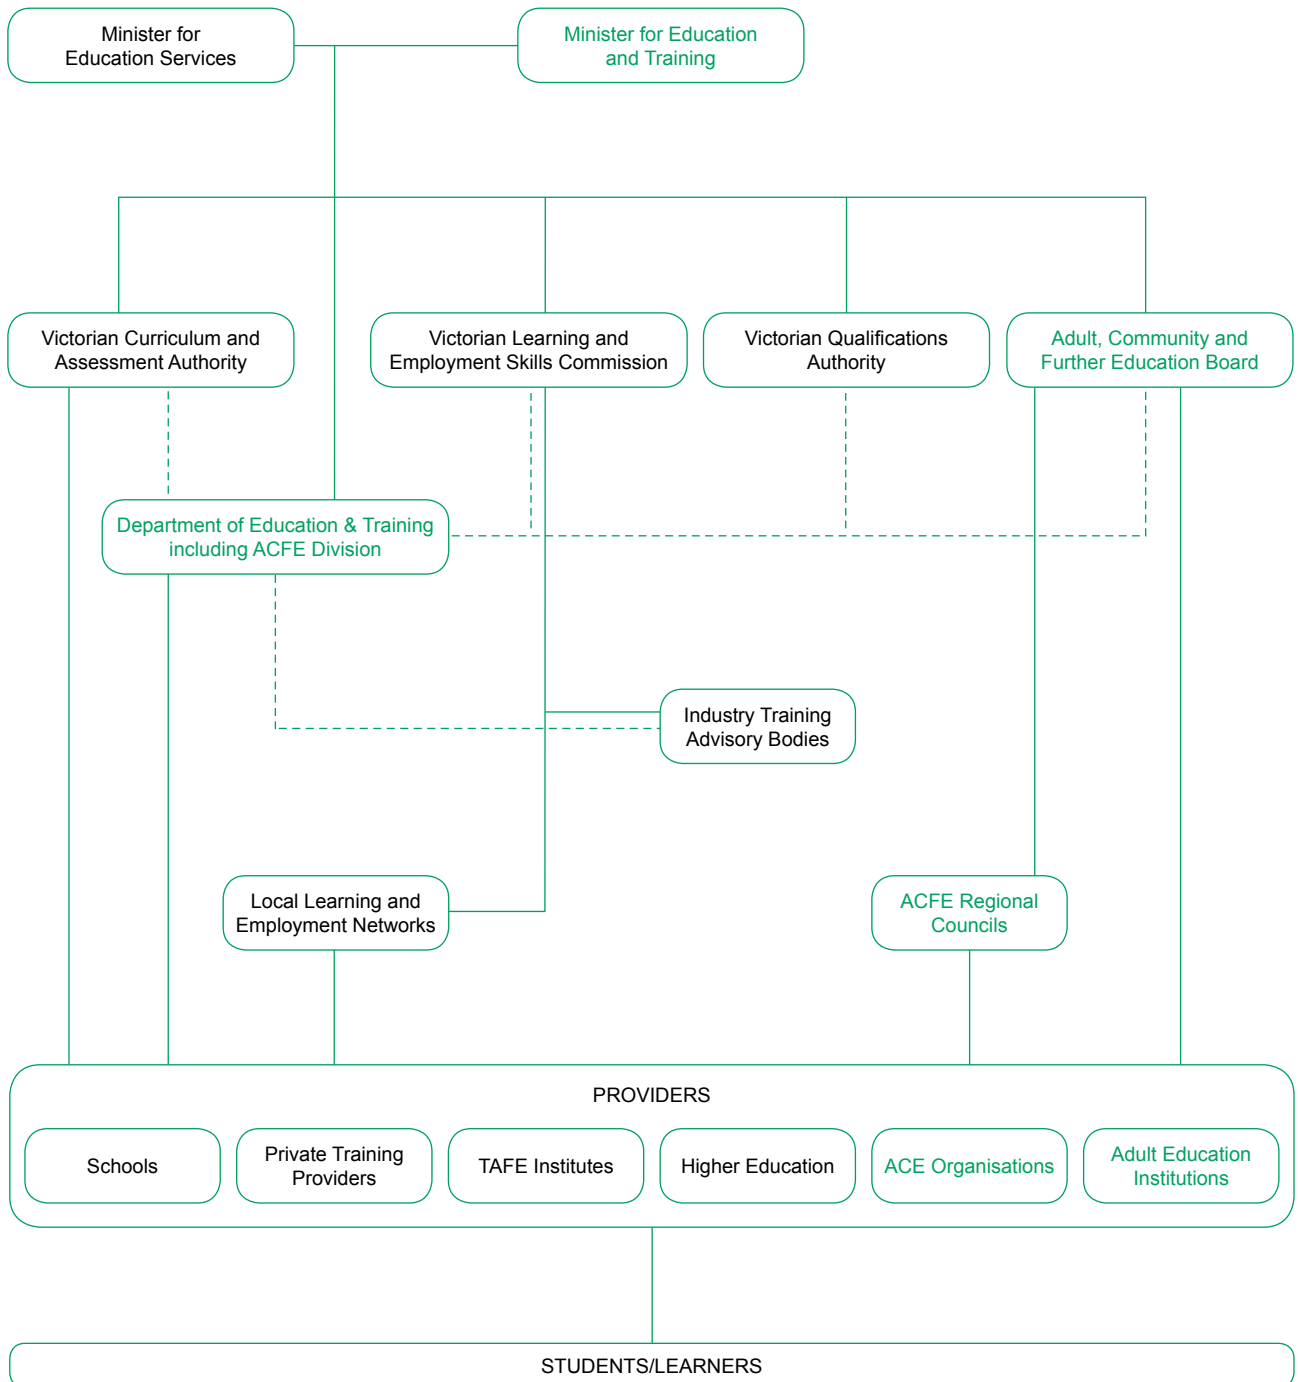 Minister for
Education Services
Minister for Education
and Training
Victorian Curriculum and
Assessment Authority
Victorian Learning and
Employment Skills Commission
Victorian Qualifications
Authority
Adult, Community and
Further Education Board
Department of Education & Training
including ACFE Division
Industry Training
Advisory Bodies
Local Learning and
Employment Networks
ACFE Regional
Councils
PROVIDERS
Schools
Private Training
Providers
TAFE Institutes
Higher Education
ACE Organisations
Adult Education
Institutions
STUDENTS/LEARNERS